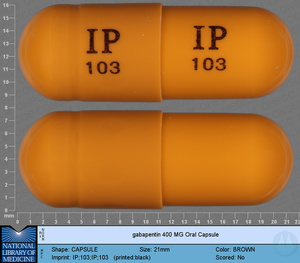 IP
103
IP
103
mm
gabapentin 400 MG Oral Capsule
NATIONAL
LIBRARY OF
MEDICINE
Shape: CAPSULE Size: 21mm Color: BROWN
Imprint: IP;103;IP;103 (printed:black) Scored: No